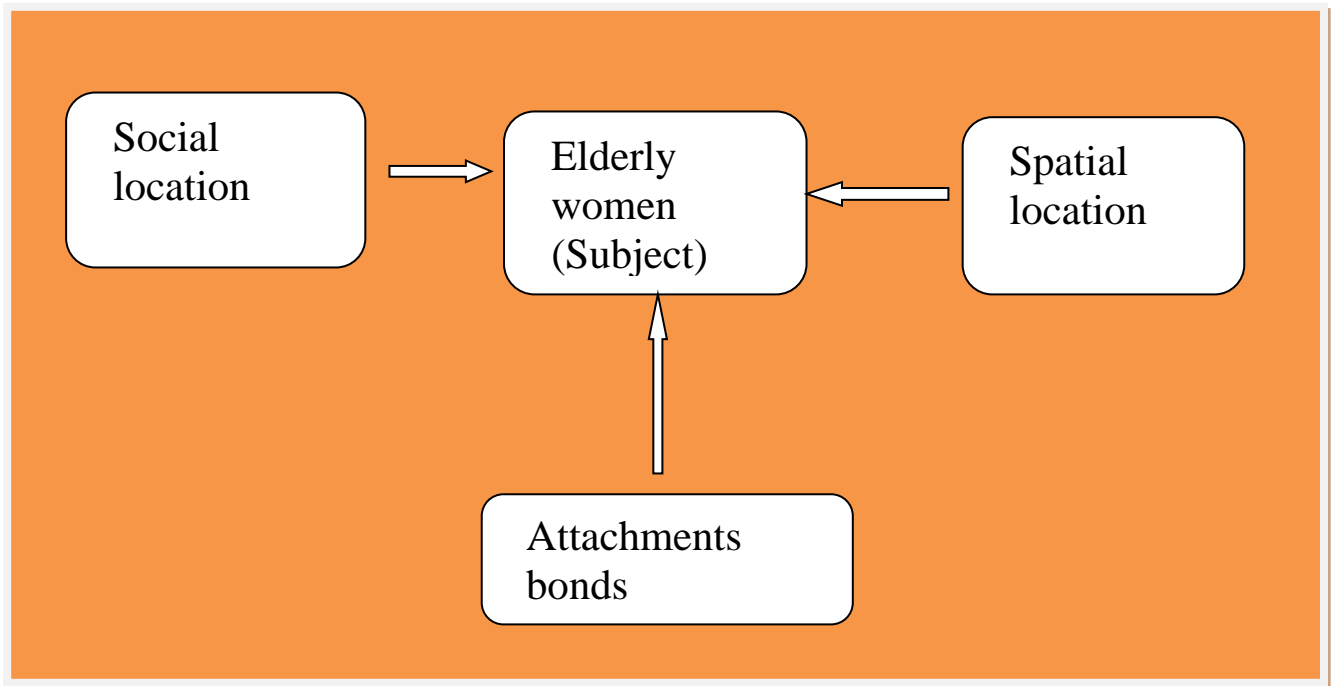 Social
location
Elderly
women
(Subject)
Spatial
location
Attachments
bonds